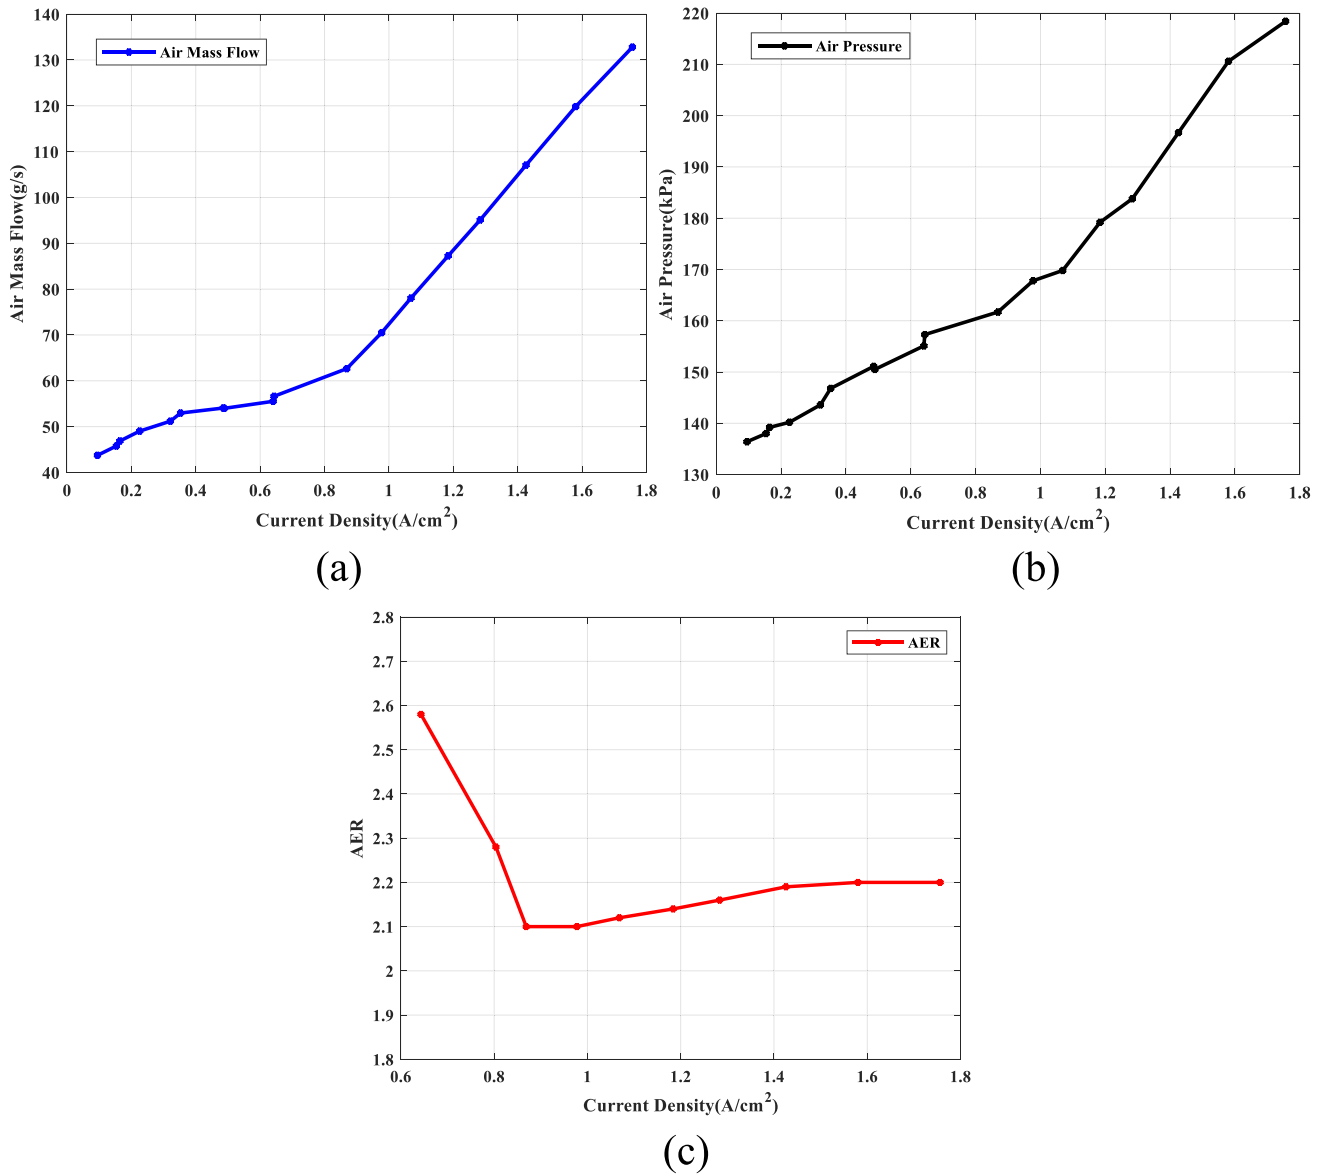 140
130
120
110
100
90
80
70
60
50
40
Air Mass Flow(g/s)
Air Mass Flow
0 0.2 0.4 0.6 0.8 1 1.2 1.4 1.6 1.8
Current Density(A/cm2)
(a)
220
210
200
190
180
170
160
150
140
130
Air Pressure(kPa)
Air Pressure
0 0.2 0.4 0.6 0.8 1 1.2 1.4 1.6 1.8
Current Density(A/cm2)
(b)
2.8
2.7
2.6
2.5
2.4
2.3
2.2
2.1
2
1.9
1.8
AER
AER
0.6 0.8 1 1.2 1.4 1.6 1.8
Current Density(A/cm2)
(c)